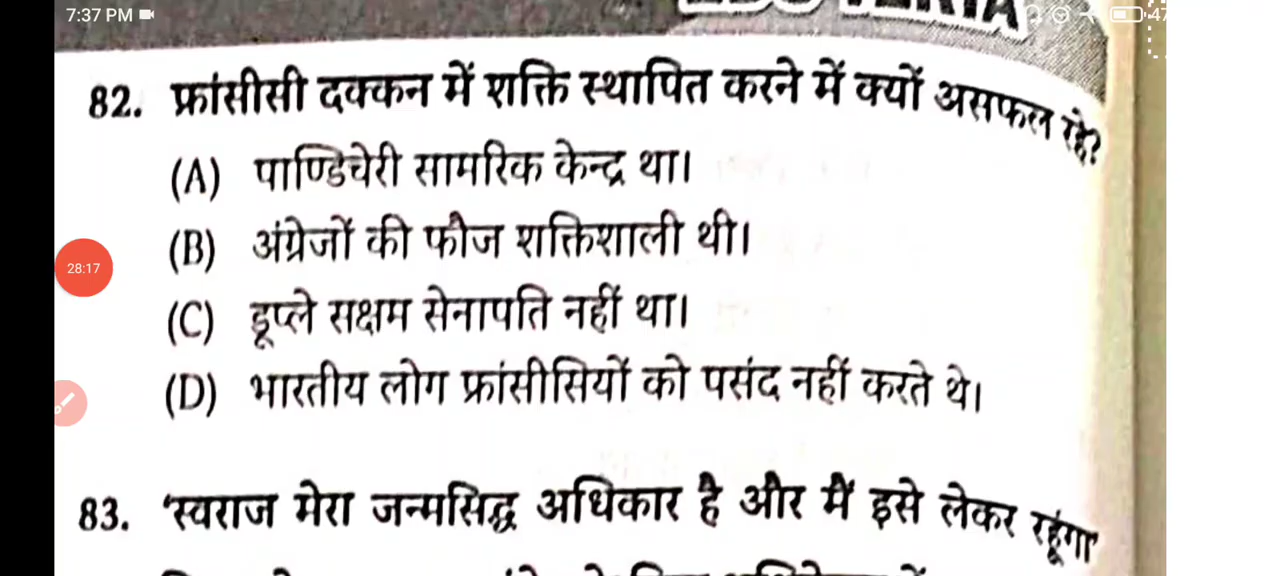 7:37 PM
47
82. फ्रांसीसी दक्कन में शक्ति स्थापित करने में क्यों असफल रहे?
(A) पाण्डिचेरी सामरिक केन्द्र था।
(B) अंग्रेजों की फौज शक्तिशाली थी।
28:17
(C) डूप्ले सक्षम सेनापति नहीं था।
(D) भारतीय लोग फ्रांसीसियों को पसंद नहीं करते थे।
83. 'स्वराज मेरा जन्मसिद्ध अधिकार है और मैं इसे लेकर रहूंगा'